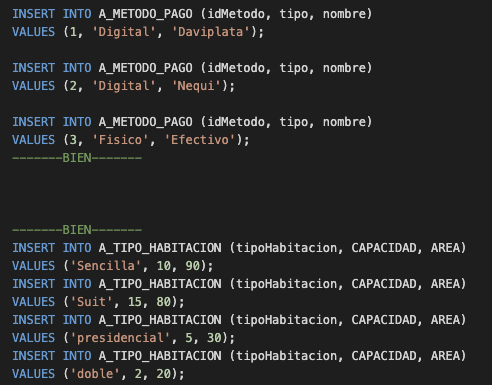 INSERT INTO A_METODO_PAGO (idMetodo, tipo, nombre)
VALUES (1, 'Digital', 'Daviplata');
INSERT INTO A_METODO_PAGO (idMetodo, tipo, nombre)
VALUES (2, 'Digital', 'Nequi');
INSERT INTO A_METODO_PAGO (idMetodo, tipo, nombre)
VALUES (3, 'Fisico', 'Efectivo');
-------BIEN-------
-------BIEN-------
INSERT INTO A_TIPO_HABITACION (tipoHabitacion, CAPACIDAD, AREA)
VALUES ('Sencilla', 10, 90);
INSERT INTO A_TIPO_HABITACION (tipoHabitacion, CAPACIDAD, AREA)
VALUES ('Suit', 15, 80);
INSERT INTO A_TIPO_HABITACION (tipoHabitacion, CAPACIDAD, AREA)
VALUES ('presidencial', 5, 30);
INSERT INTO A_TIPO_HABITACION (tipoHabitacion, CAPACIDAD, AREA)
VALUES ('doble', 2, 20);